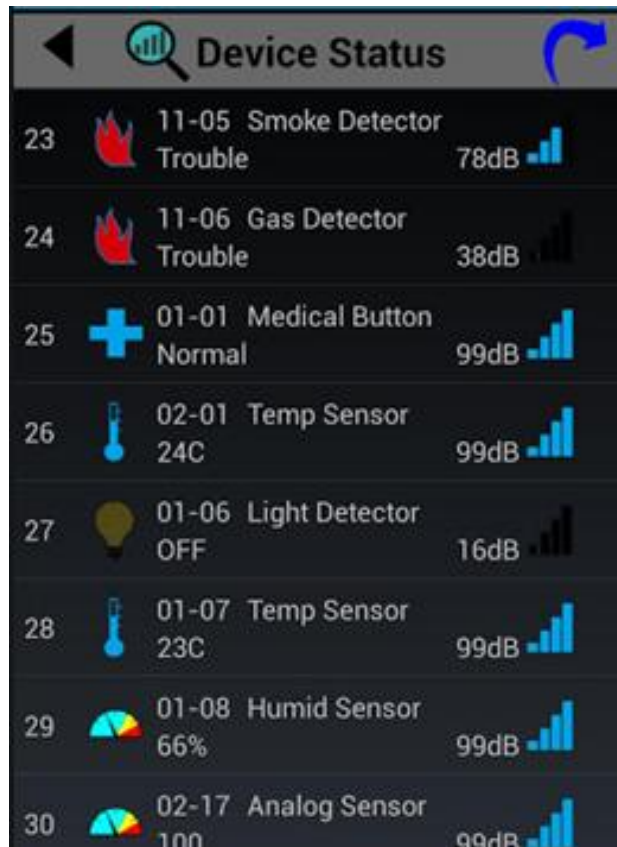 Device Status
23
11-05 Smoke Detector
Trouble
78dB
24
11-06 Gas Detector
Trouble
38dB
25
01-01 Medical Button
Normal
99dB
26
02-01 Temp Sensor
24C
99dB
27
01-06 Light Detector
OFF
16dB
28
01-07 Temp Sensor
23C
99dB
29
01-08 Humid Sensor
66%
99dB
30
02-17 Analog Sensor
100
99dB